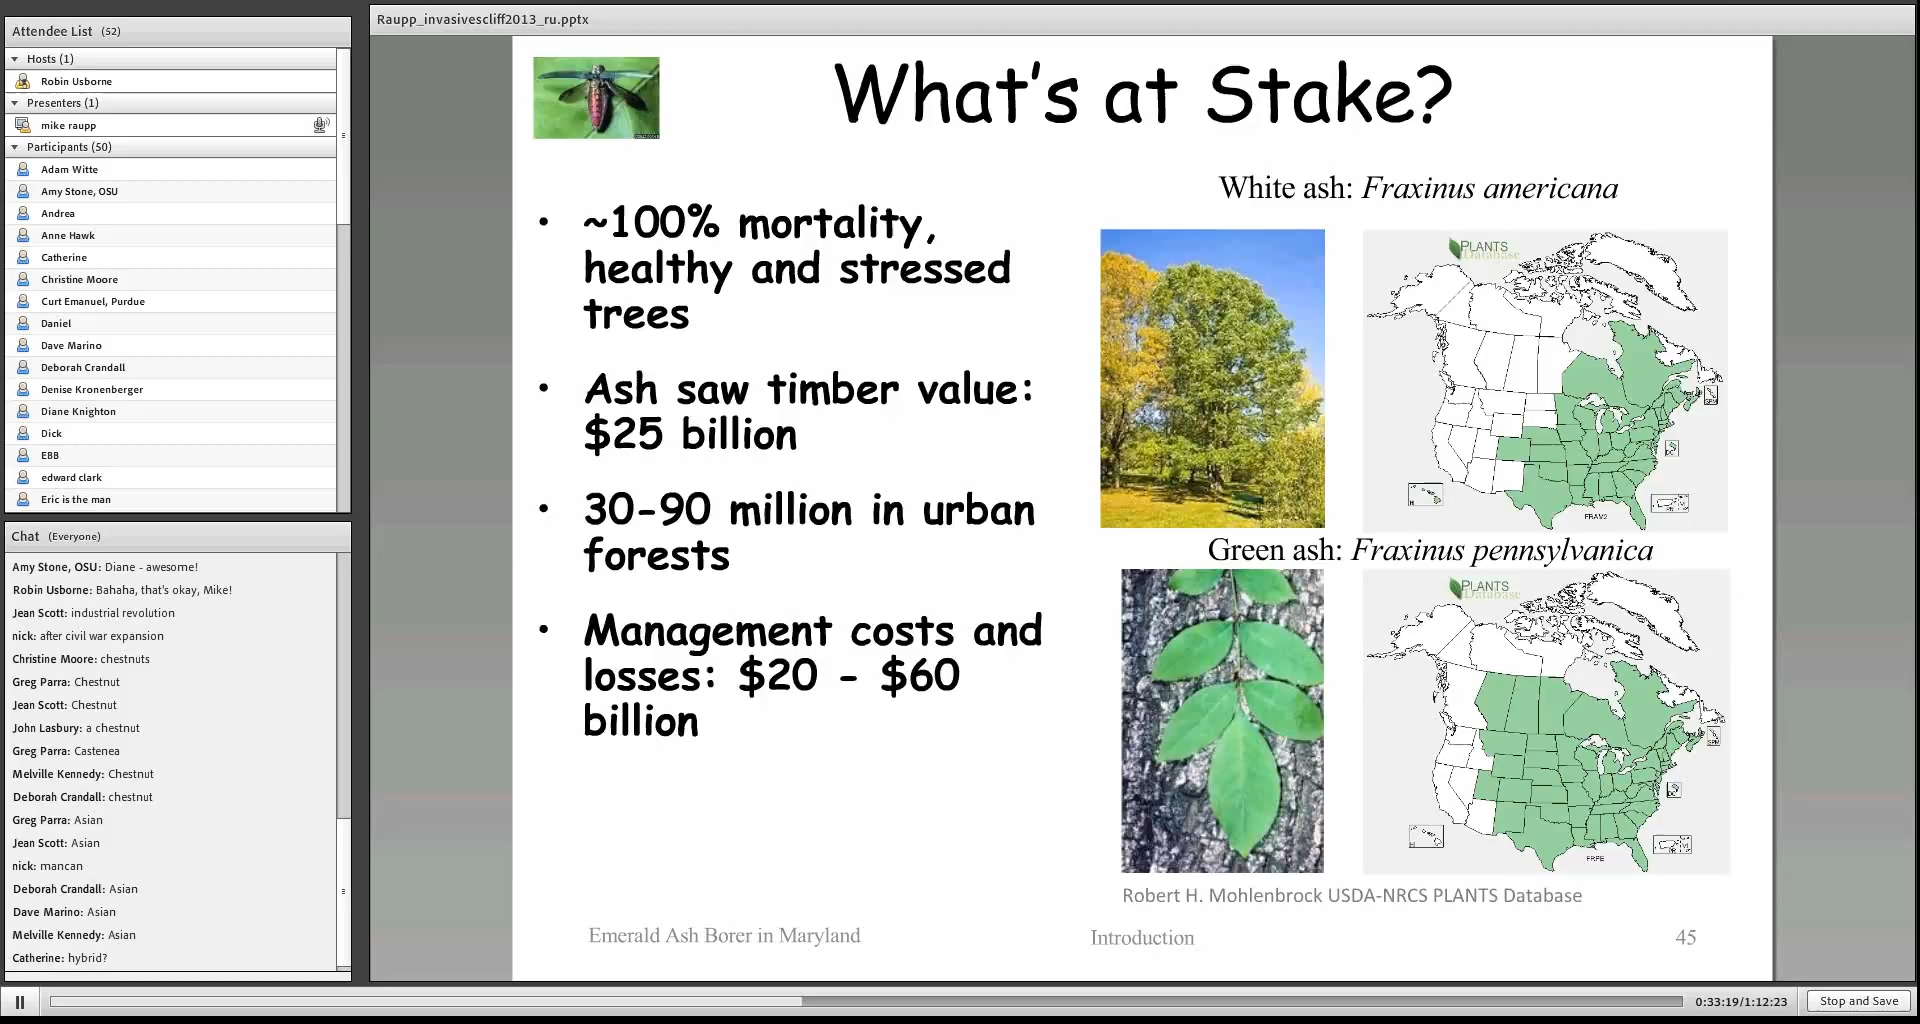 Attendee List (52)
Hosts (1)
Robin Usborne
Presenters (1)
mike raupp
Participants (50)
Adam Witte
Amy Stone, OSU
Andrea
Anne Hawk
Catherine
Christine Moore
Curt Emanuel, Purdue
Daniel
Dave Marino
Deborah Crandall
Denise Kronenberger
Diane Knighton
Dick
EBB
edward clark
Eric is the man
Chat (Everyone)
Amy Stone, OSU: Diane - awesome!
Robin Usborne: Bahaha, that's okay, Mike!
Jean Scott: industrial revolution
nick: after civil war expansion
Christine Moore: chestnuts
Greg Parra: Chestnut
Jean Scott: Chestnut
John Lasbury: a chestnut
Greg Parra: Castenea
Melville Kennedy: Chestnut
Deborah Crandall: chestnut
Greg Parra: Asian
Jean Scott: Asian
nick: mancan
Deborah Crandall: Asian
Dave Marino: Asian
Melville Kennedy: Asian
Catherine: hybrid?
Raupp_invasivescliff2013_ru.pptx
What's at Stake?
• ~100% mortality,
healthy and stressed
trees
• Ash saw timber value:
$25 billion
• 30-90 million in urban
forests
• Management costs and
losses: $20 - $60
billion
White ash: Fraxinus americana
PLANTS
Database
FRAM2
Green ash: Fraxinus pennsylvanica
PLANTS
Database
FRPE
Robert H. Mohlenbrock USDA-NRCS PLANTS Database
Emerald Ash Borer in Maryland
Introduction
45
0:33:19/1:12:23
Stop and Save